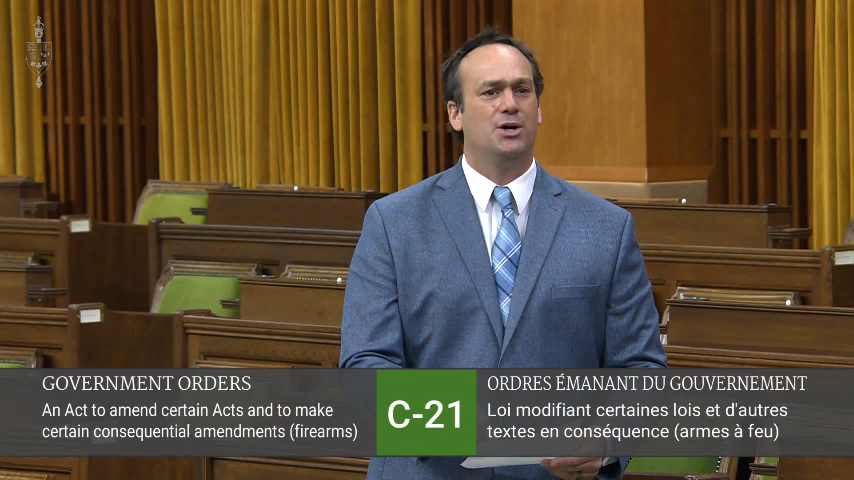 GOVERNMENT ORDERS
An Act to amend certain Acts and to make
certain consequential amendments (firearms)
C-21
ORDRES ÉMANANT DU GOUVERNEMENT
Loi modifiant certaines lois et d'autres
textes en conséquence (armes à feu)